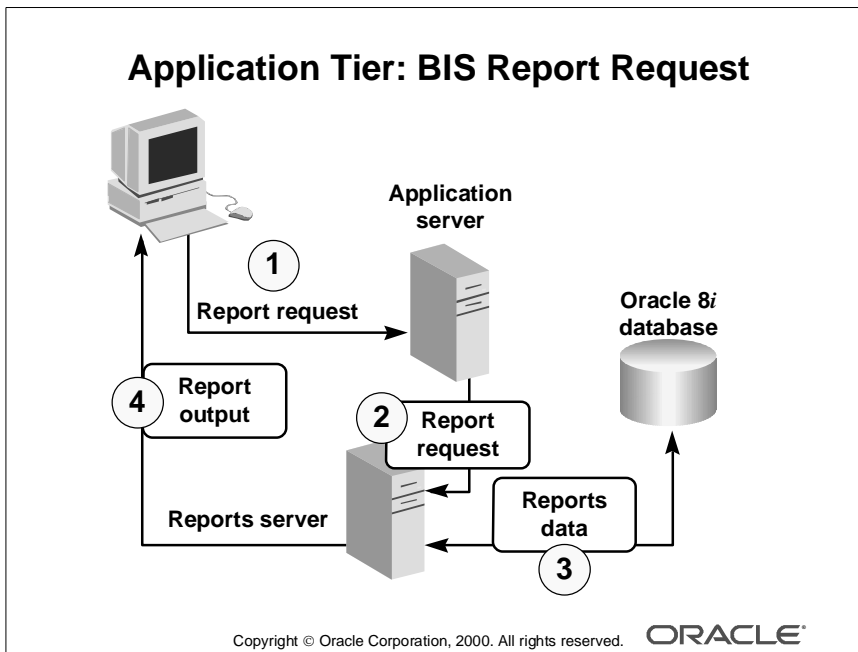 Application Tier: BIS Report Request
Application
server
1
Report request
Oracle 8i
database
4
Report
output
2
Report
request
Reports server
Reports
data
3
Copyright © Oracle Corporation, 2000. All rights reserved.
ORACLE®